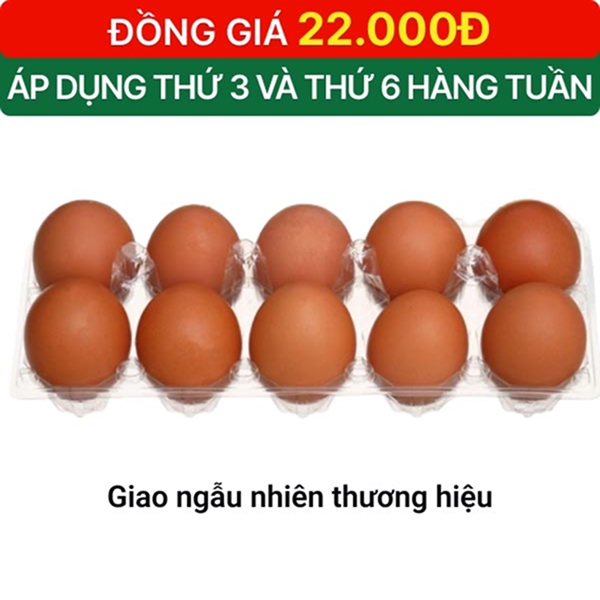 ĐỒNG GIÁ 22.000Đ
ÁP DỤNG THỨ 3 VÀ THỨ 6 HÀNG TUẦN
Giao ngẫu nhiên thương hiệu